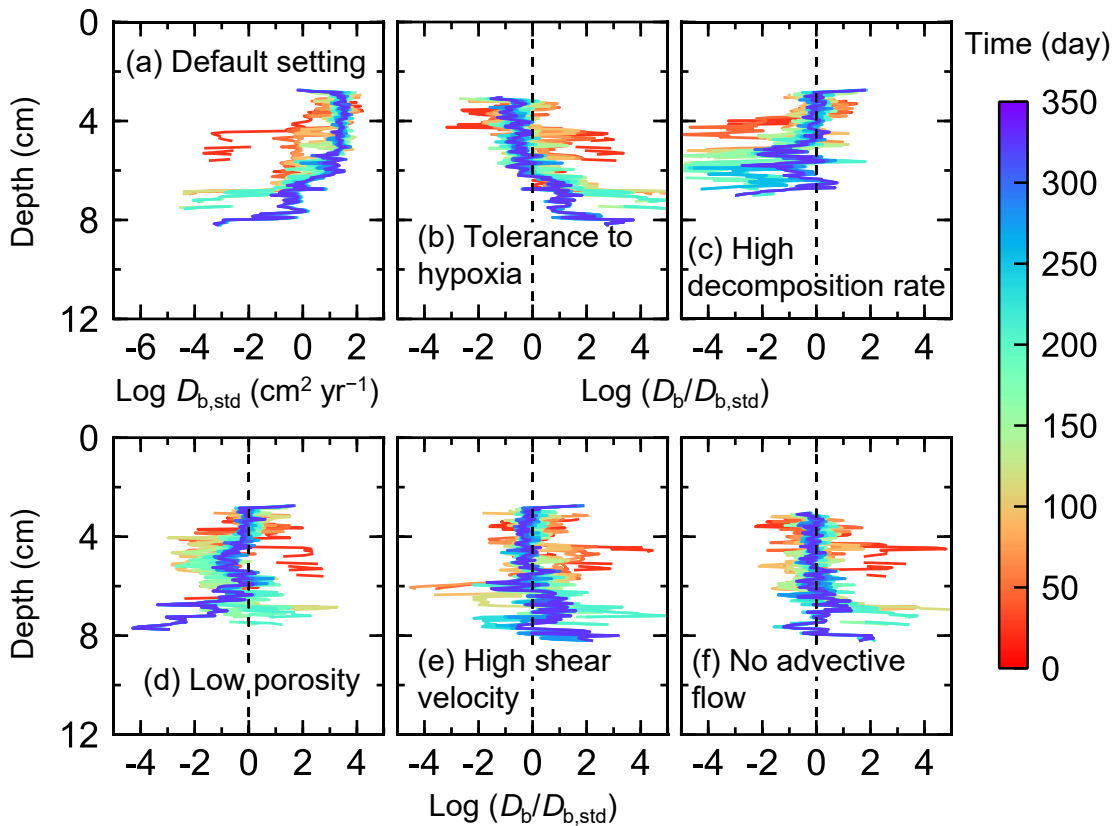 0
4
8
12
Depth (cm)
(a) Default setting
(b) Tolerance to
hypoxia
(c) High
decomposition rate
-6 -4 -2 0 2
-4 -2 0 2 4
-4 -2 0 2 4
Log Db,std (cm² yr⁻¹)
Log (Db/Db,std)
Time (day)
350
300
250
200
150
100
50
0
0
4
8
12
Depth (cm)
(d) Low porosity
(e) High shear
velocity
(f) No advective
flow
-4 -2 0 2 4
-4 -2 0 2 4
-4 -2 0 2 4
Log (Db/Db,std)